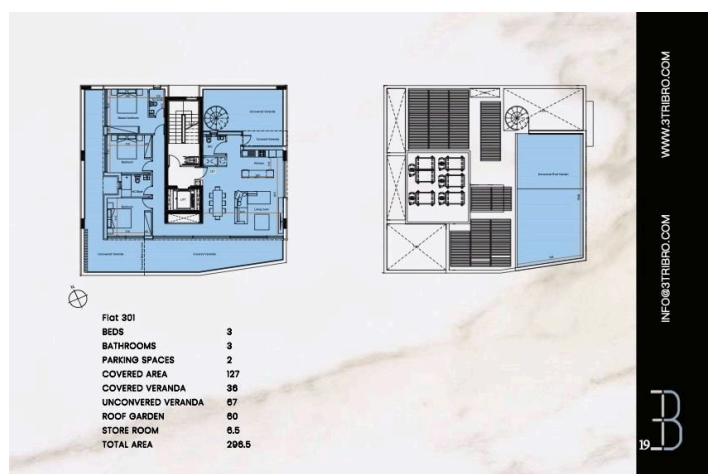 Flat 301
BEDS 3
BATHROOMS 3
PARKING SPACES 2
COVERED AREA 127
COVERED VERANDA 36
UNCONVERED VERANDA 67
ROOF GARDEN 60
STORE ROOM 6.5
TOTAL AREA 296.5
WWW.3TRIBRO.COM
INFO@3TRIBRO.COM
19